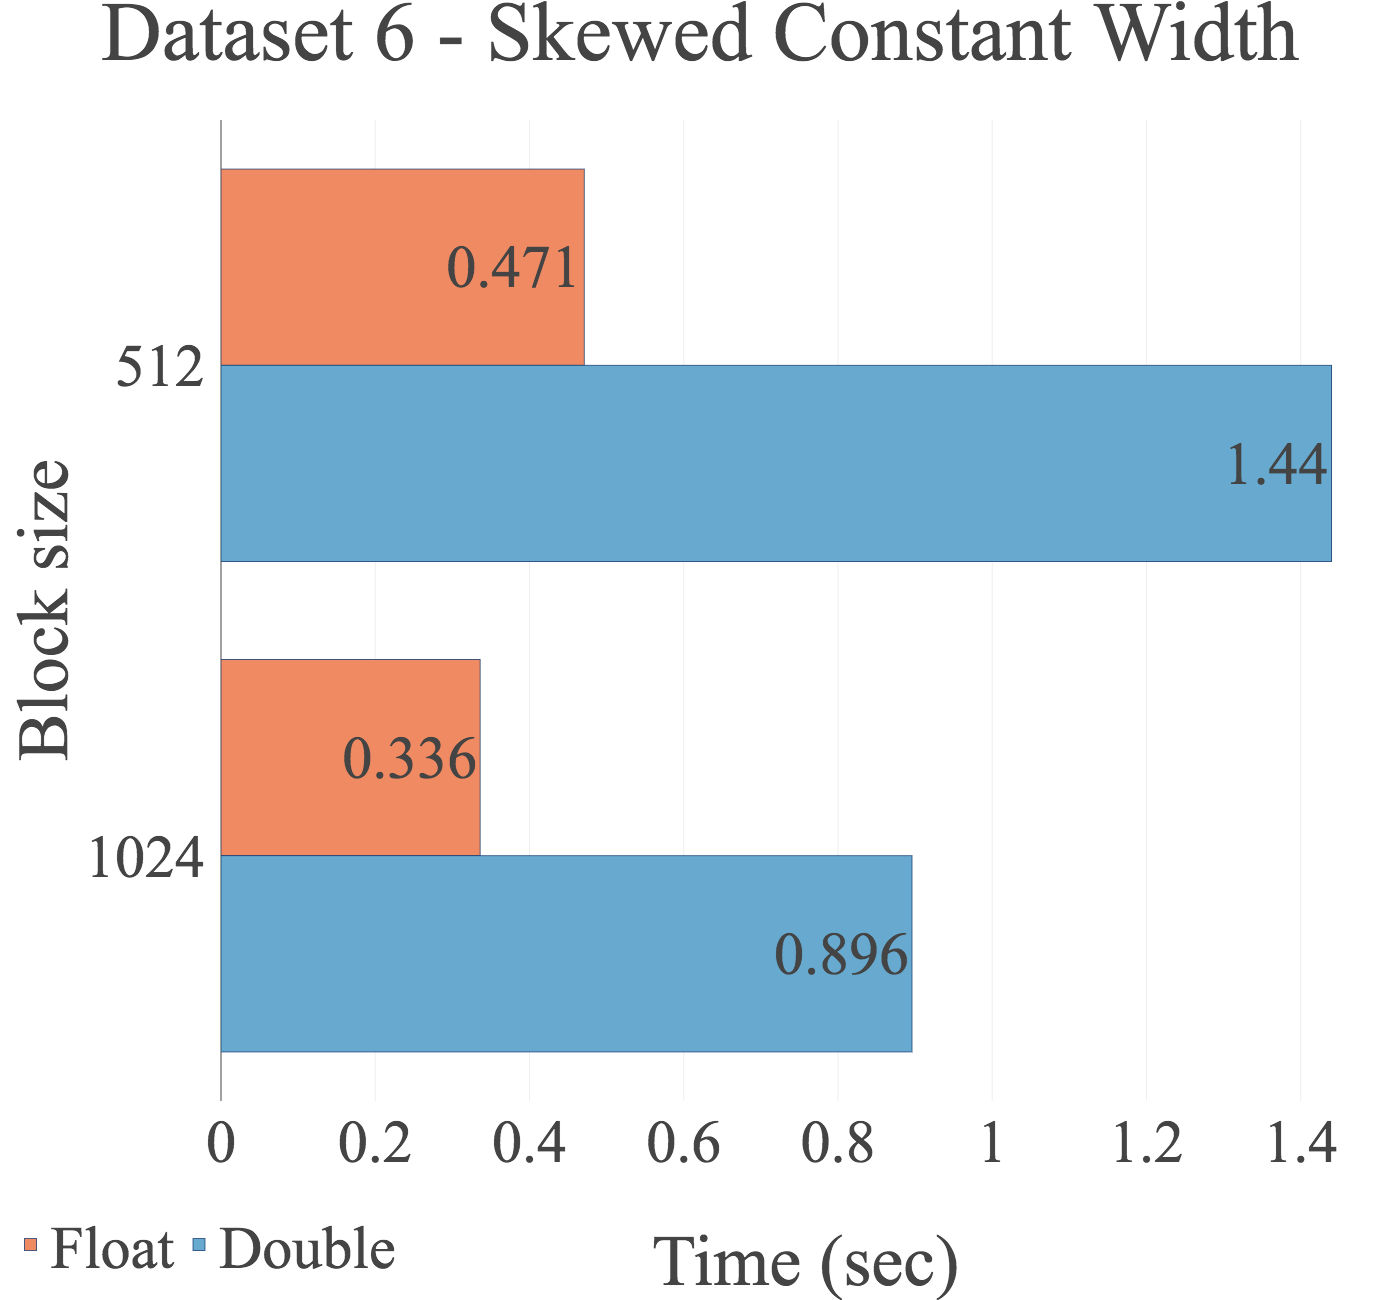 Dataset 6 - Skewed Constant Width
0.471
512
1.44
Block size
0.336
1024
0.896
0 0.2 0.4 0.6 0.8 1 1.2 1.4
Float Double
Time (sec)